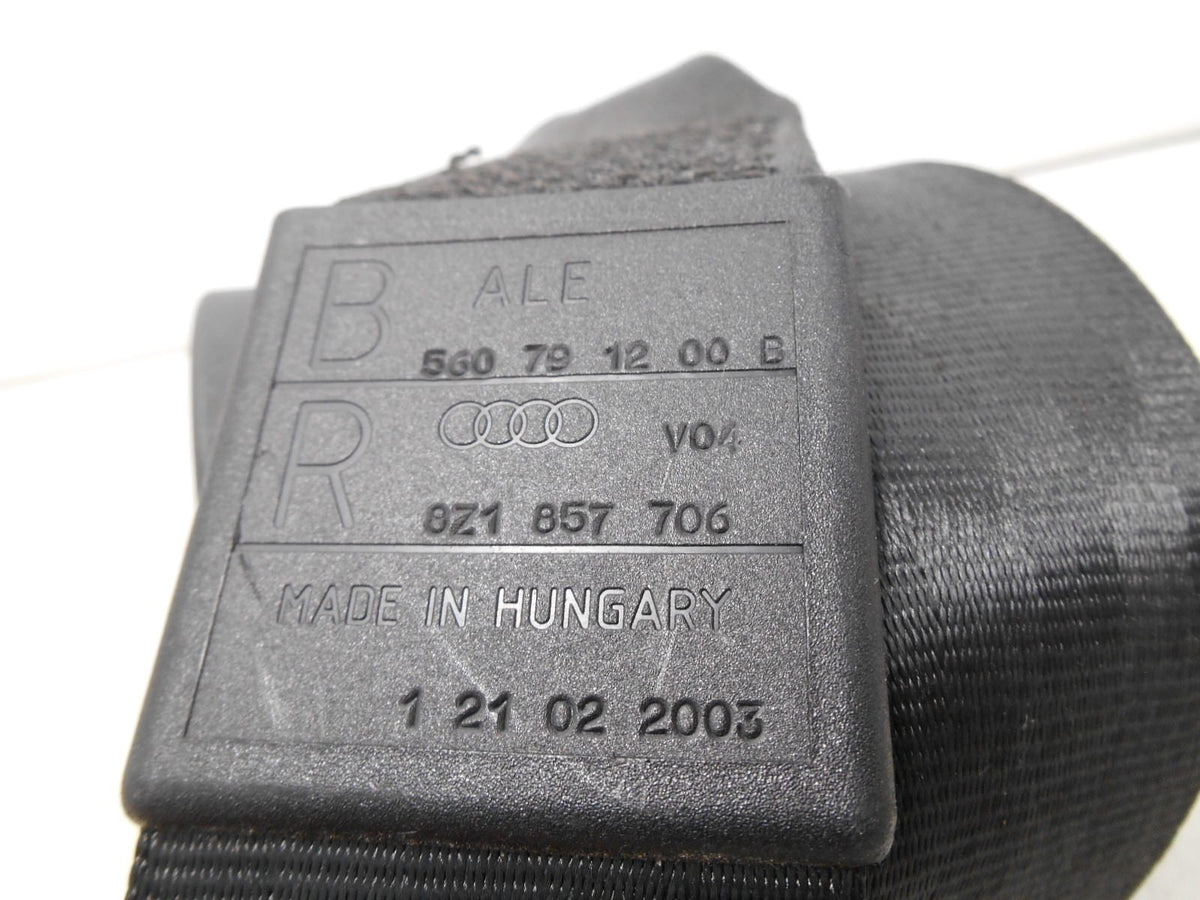 B ALE
560 79 12 00 B
R V04
8Z1 857 706
MADE IN HUNGARY
1 21 02 2003